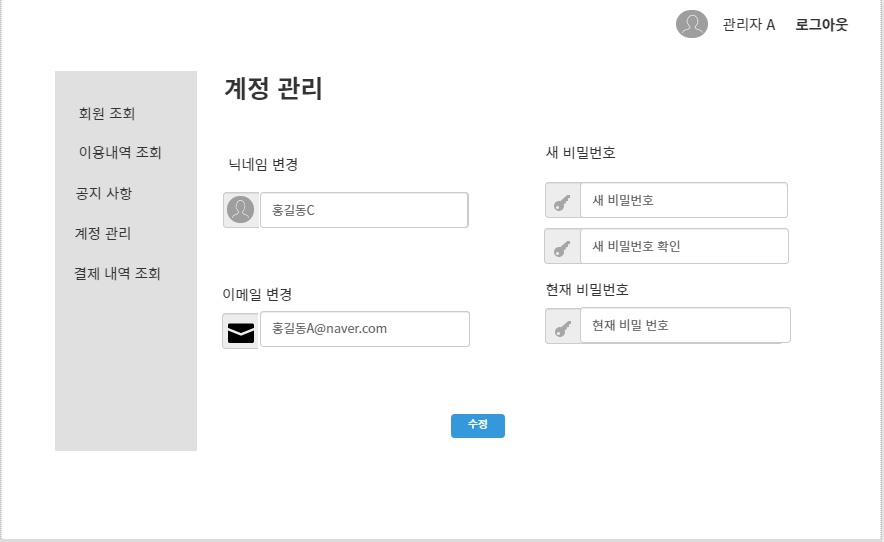 관리자 A
로그아웃
회원 조회
이용내역 조회
공지 사항
계정 관리
결제 내역 조회
계정 관리
닉네임 변경
홍길동C
이메일 변경
홍길동A@naver.com
새 비밀번호
새 비밀번호
새 비밀번호 확인
현재 비밀번호
현재 비밀 번호
수정